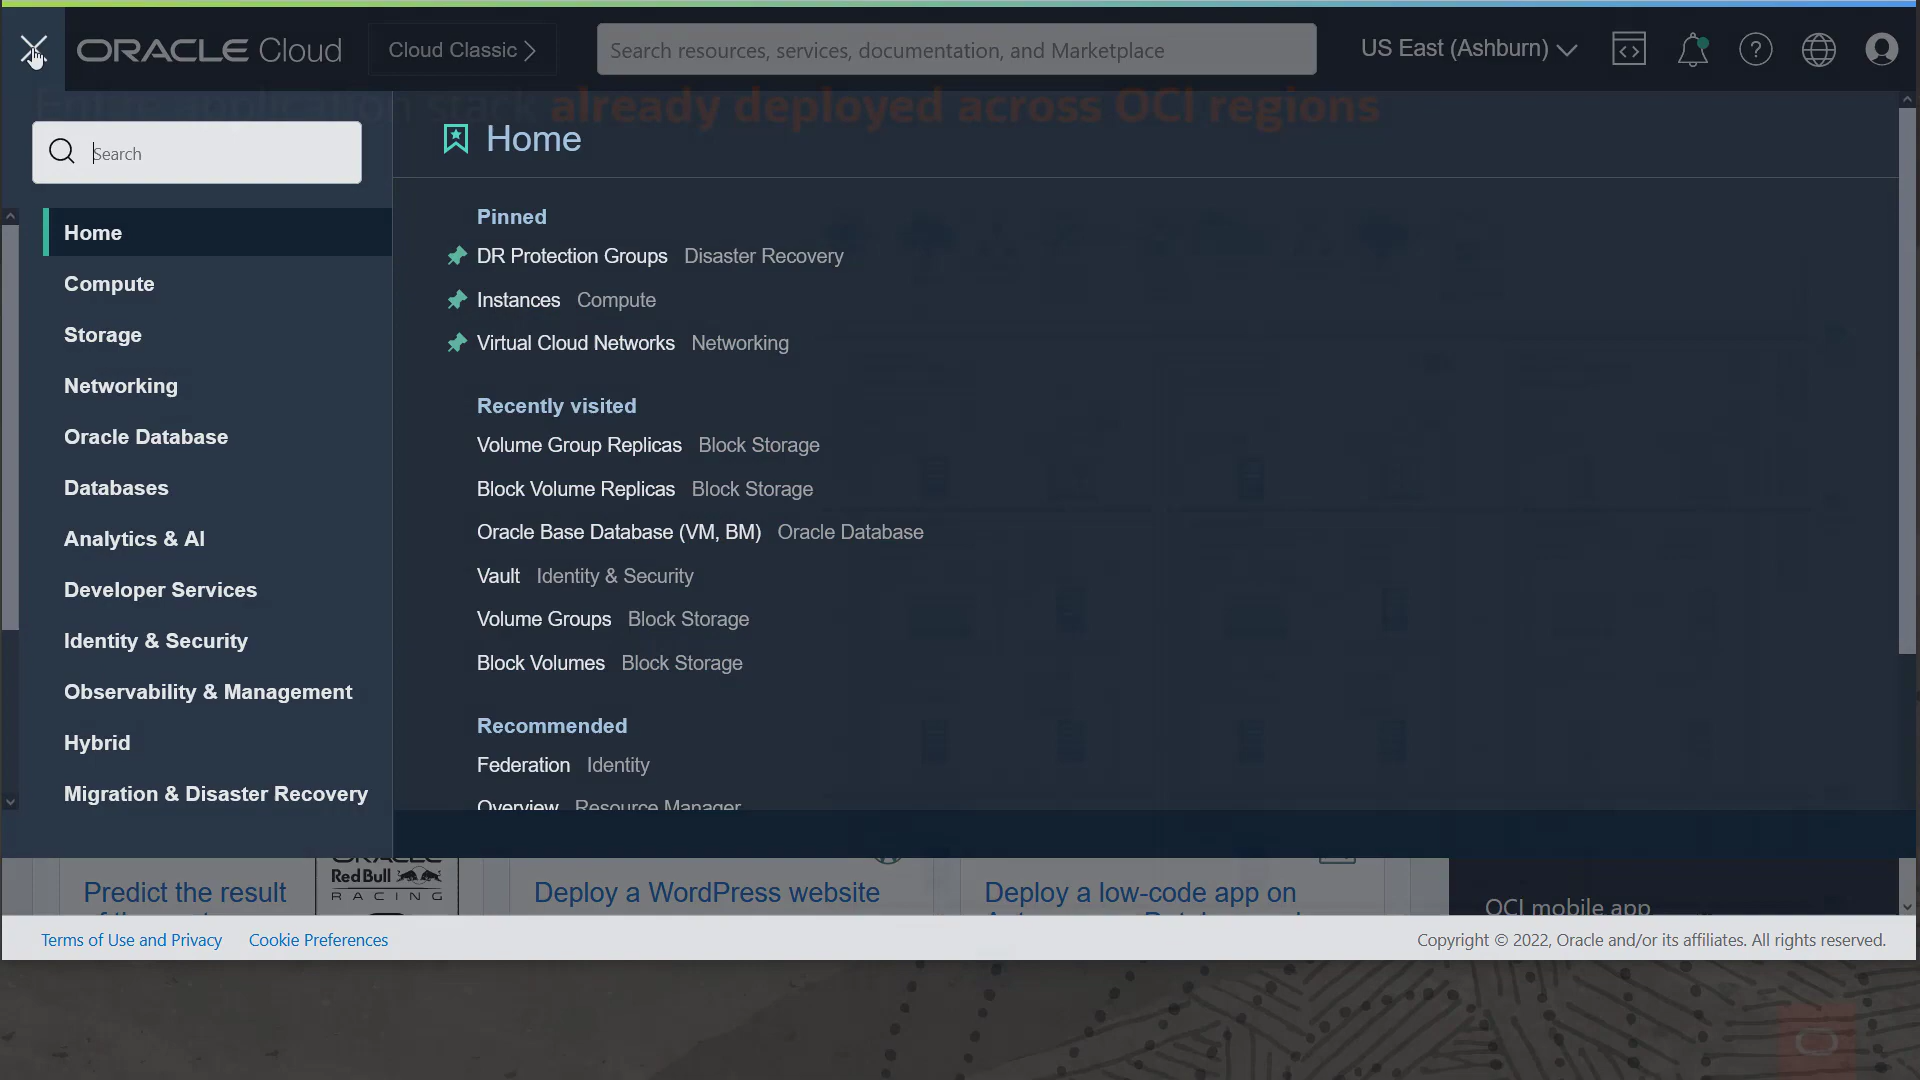 ORACLE Cloud
Cloud Classic
Search resources, services, documentation, and Marketplace
US East (Ashburn)
application stack already deployed across OCI regions
Search
Home
Compute
Storage
Networking
Oracle Database
Databases
Analytics & AI
Developer Services
Identity & Security
Observability & Management
Hybrid
Migration & Disaster Recovery
Home
Pinned
DR Protection Groups Disaster Recovery
Instances Compute
Virtual Cloud Networks Networking
Recently visited
Volume Group Replicas Block Storage
Block Volume Replicas Block Storage
Oracle Base Database (VM, BM) Oracle Database
Vault Identity & Security
Volume Groups Block Storage
Block Volumes Block Storage
Recommended
Federation Identity
Overview Resource Manager
Predict the result
ORACLE
Red Bull
RACING
Deploy a WordPress website
Deploy a low-code app on
OCI mobile app
Terms of Use and Privacy
Cookie Preferences
Copyright © 2022, Oracle and/or its affiliates. All rights reserved.